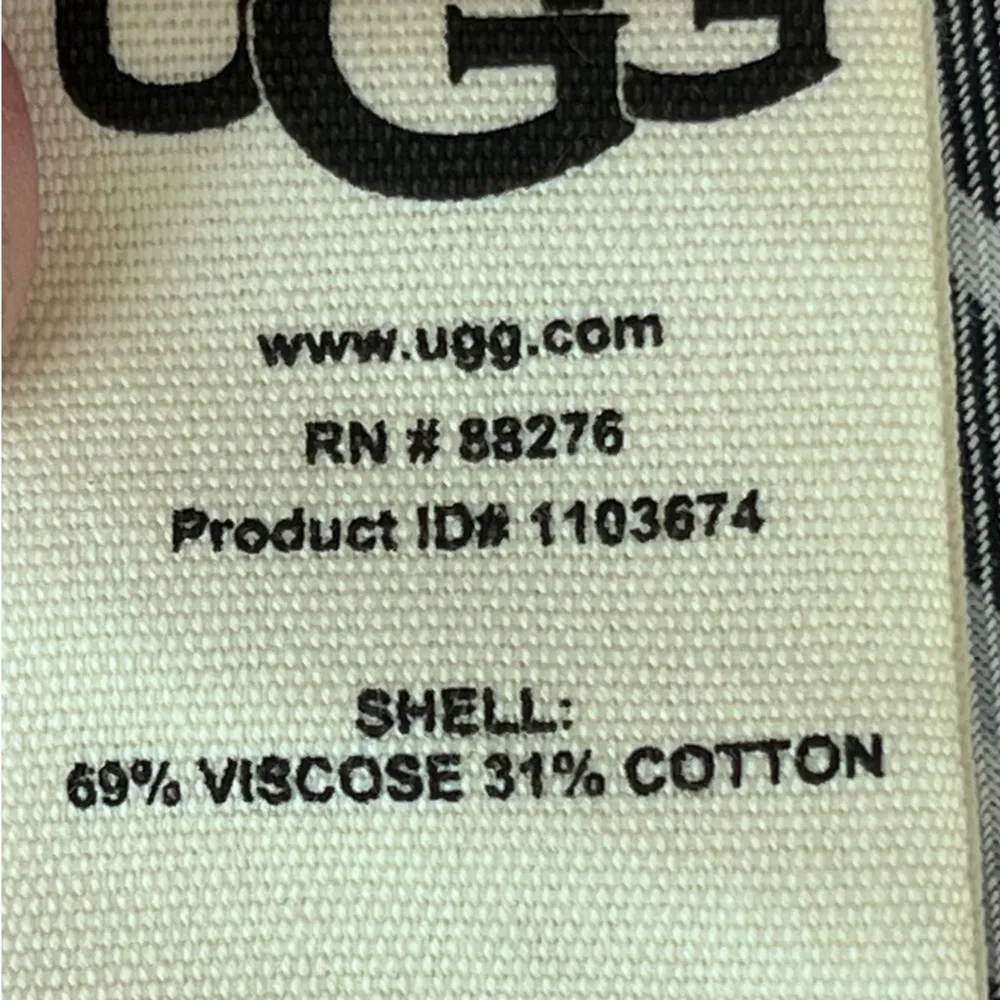 UGG
www.ugg.com
RN # 88276
Product ID# 1103674
SHELL:
69% VISCOSE 31% COTTON